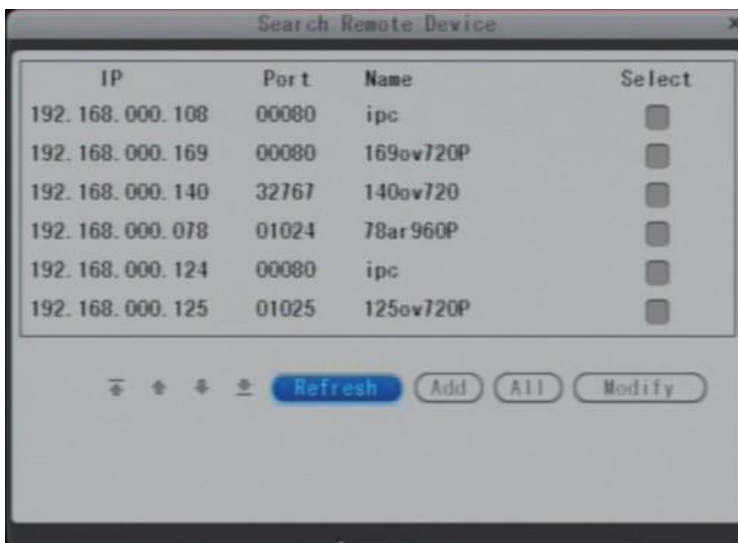 Search Remote Device ×
IP Port Name Select
192.168.000.108 00080 ipc
192.168.000.169 00080 169ov720P
192.168.000.140 32767 140ov720
192.168.000.078 01024 78ar960P
192.168.000.124 00080 ipc
192.168.000.125 01025 125ov720P
Refresh Add All Modify